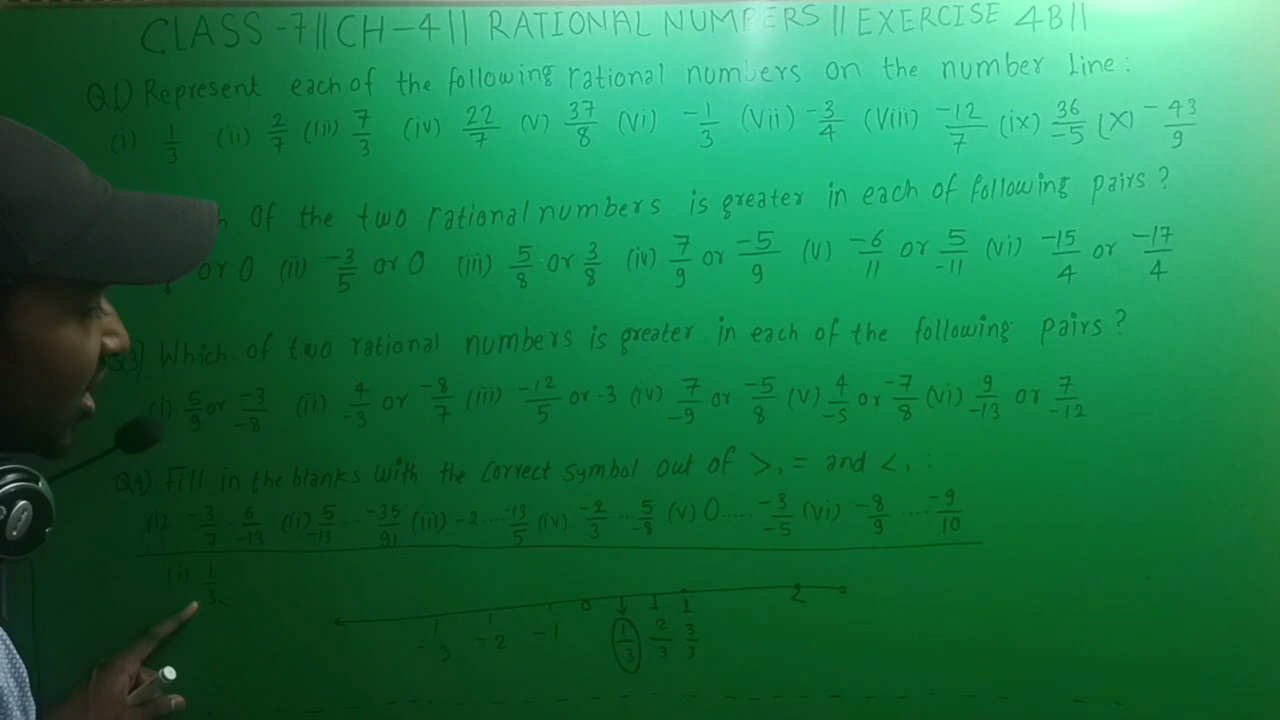 CLASS -7 || CH-4 || RATIONAL NUMBERS || EXERCISE 4B ||
Q1) Represent each of the following rational numbers on the number line:
(i) 1/3 (ii) 2/7 (iii) 7/3 (iv) 22/7 (v) 37/8 (vi) -1/3 (vii) -3/4 (viii) -12/7 (ix) 36/-5 (x) -43/9
Of the two rational numbers is greater in each of following pairs?
or 0 (ii) -3/5 or 0 (iii) 5/8 or 3/8 (iv) 7/9 or -5/9 (v) -6/11 or 5/-11 (vi) -15/4 or -17/4
Q3) Which of two rational numbers is greater in each of the following pairs?
(i) 5/9 or -3/-8 (ii) 4/-3 or -8/7 (iii) -12/5 or -3 (iv) 7/-9 or -5/8 (v) 4/-5 or -7/8 (vi) 9/-13 or 7/-12
Q4) Fill in the blanks with the correct symbol out of >, = and <, :
(i) -3/7 .. 6/-13 (ii) 5/-13 .... -35/91 (iii) -2 .... -13/5 (iv) -2/3 .... 5/-8 (v) 0 ..... -3/-5 (vi) -8/9 .... -9/10
(i) 1/3
0 1 2
-3 -2 -1 1/3 2/3 3/3